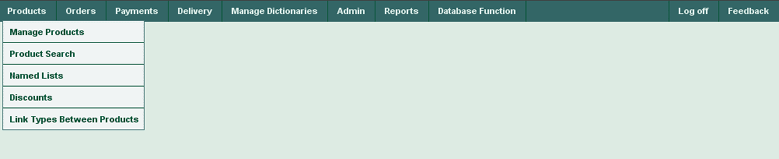 Products Orders Payments Delivery Manage Dictionaries Admin Reports Database Function Log off Feedback
Manage Products
Product Search
Named Lists
Discounts
Link Types Between Products